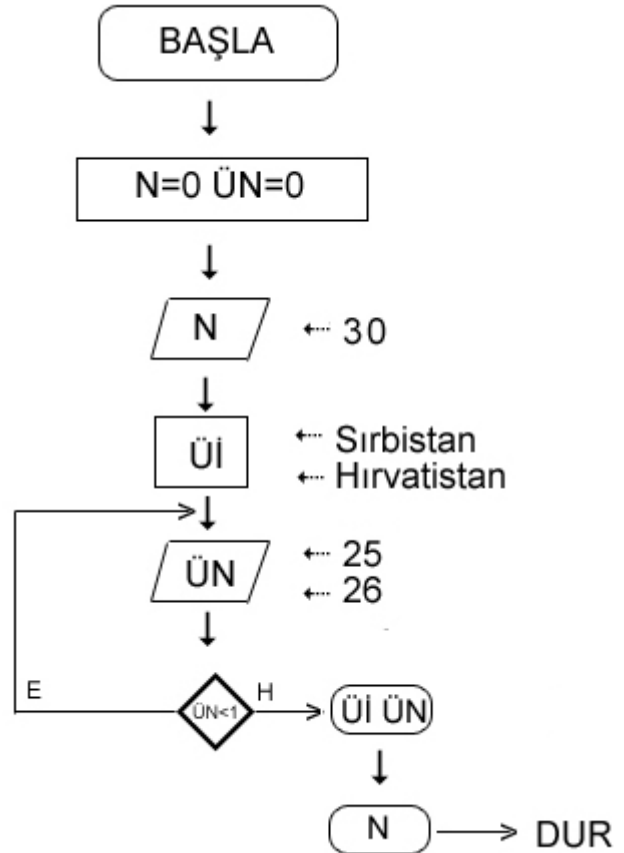 BAŞLA
N=0 ÜN=0
N
30
Üİ
Sırbistan
Hırvatistan
ÜN
25
26
E
ÜN<1
H
Üİ ÜN
N
DUR